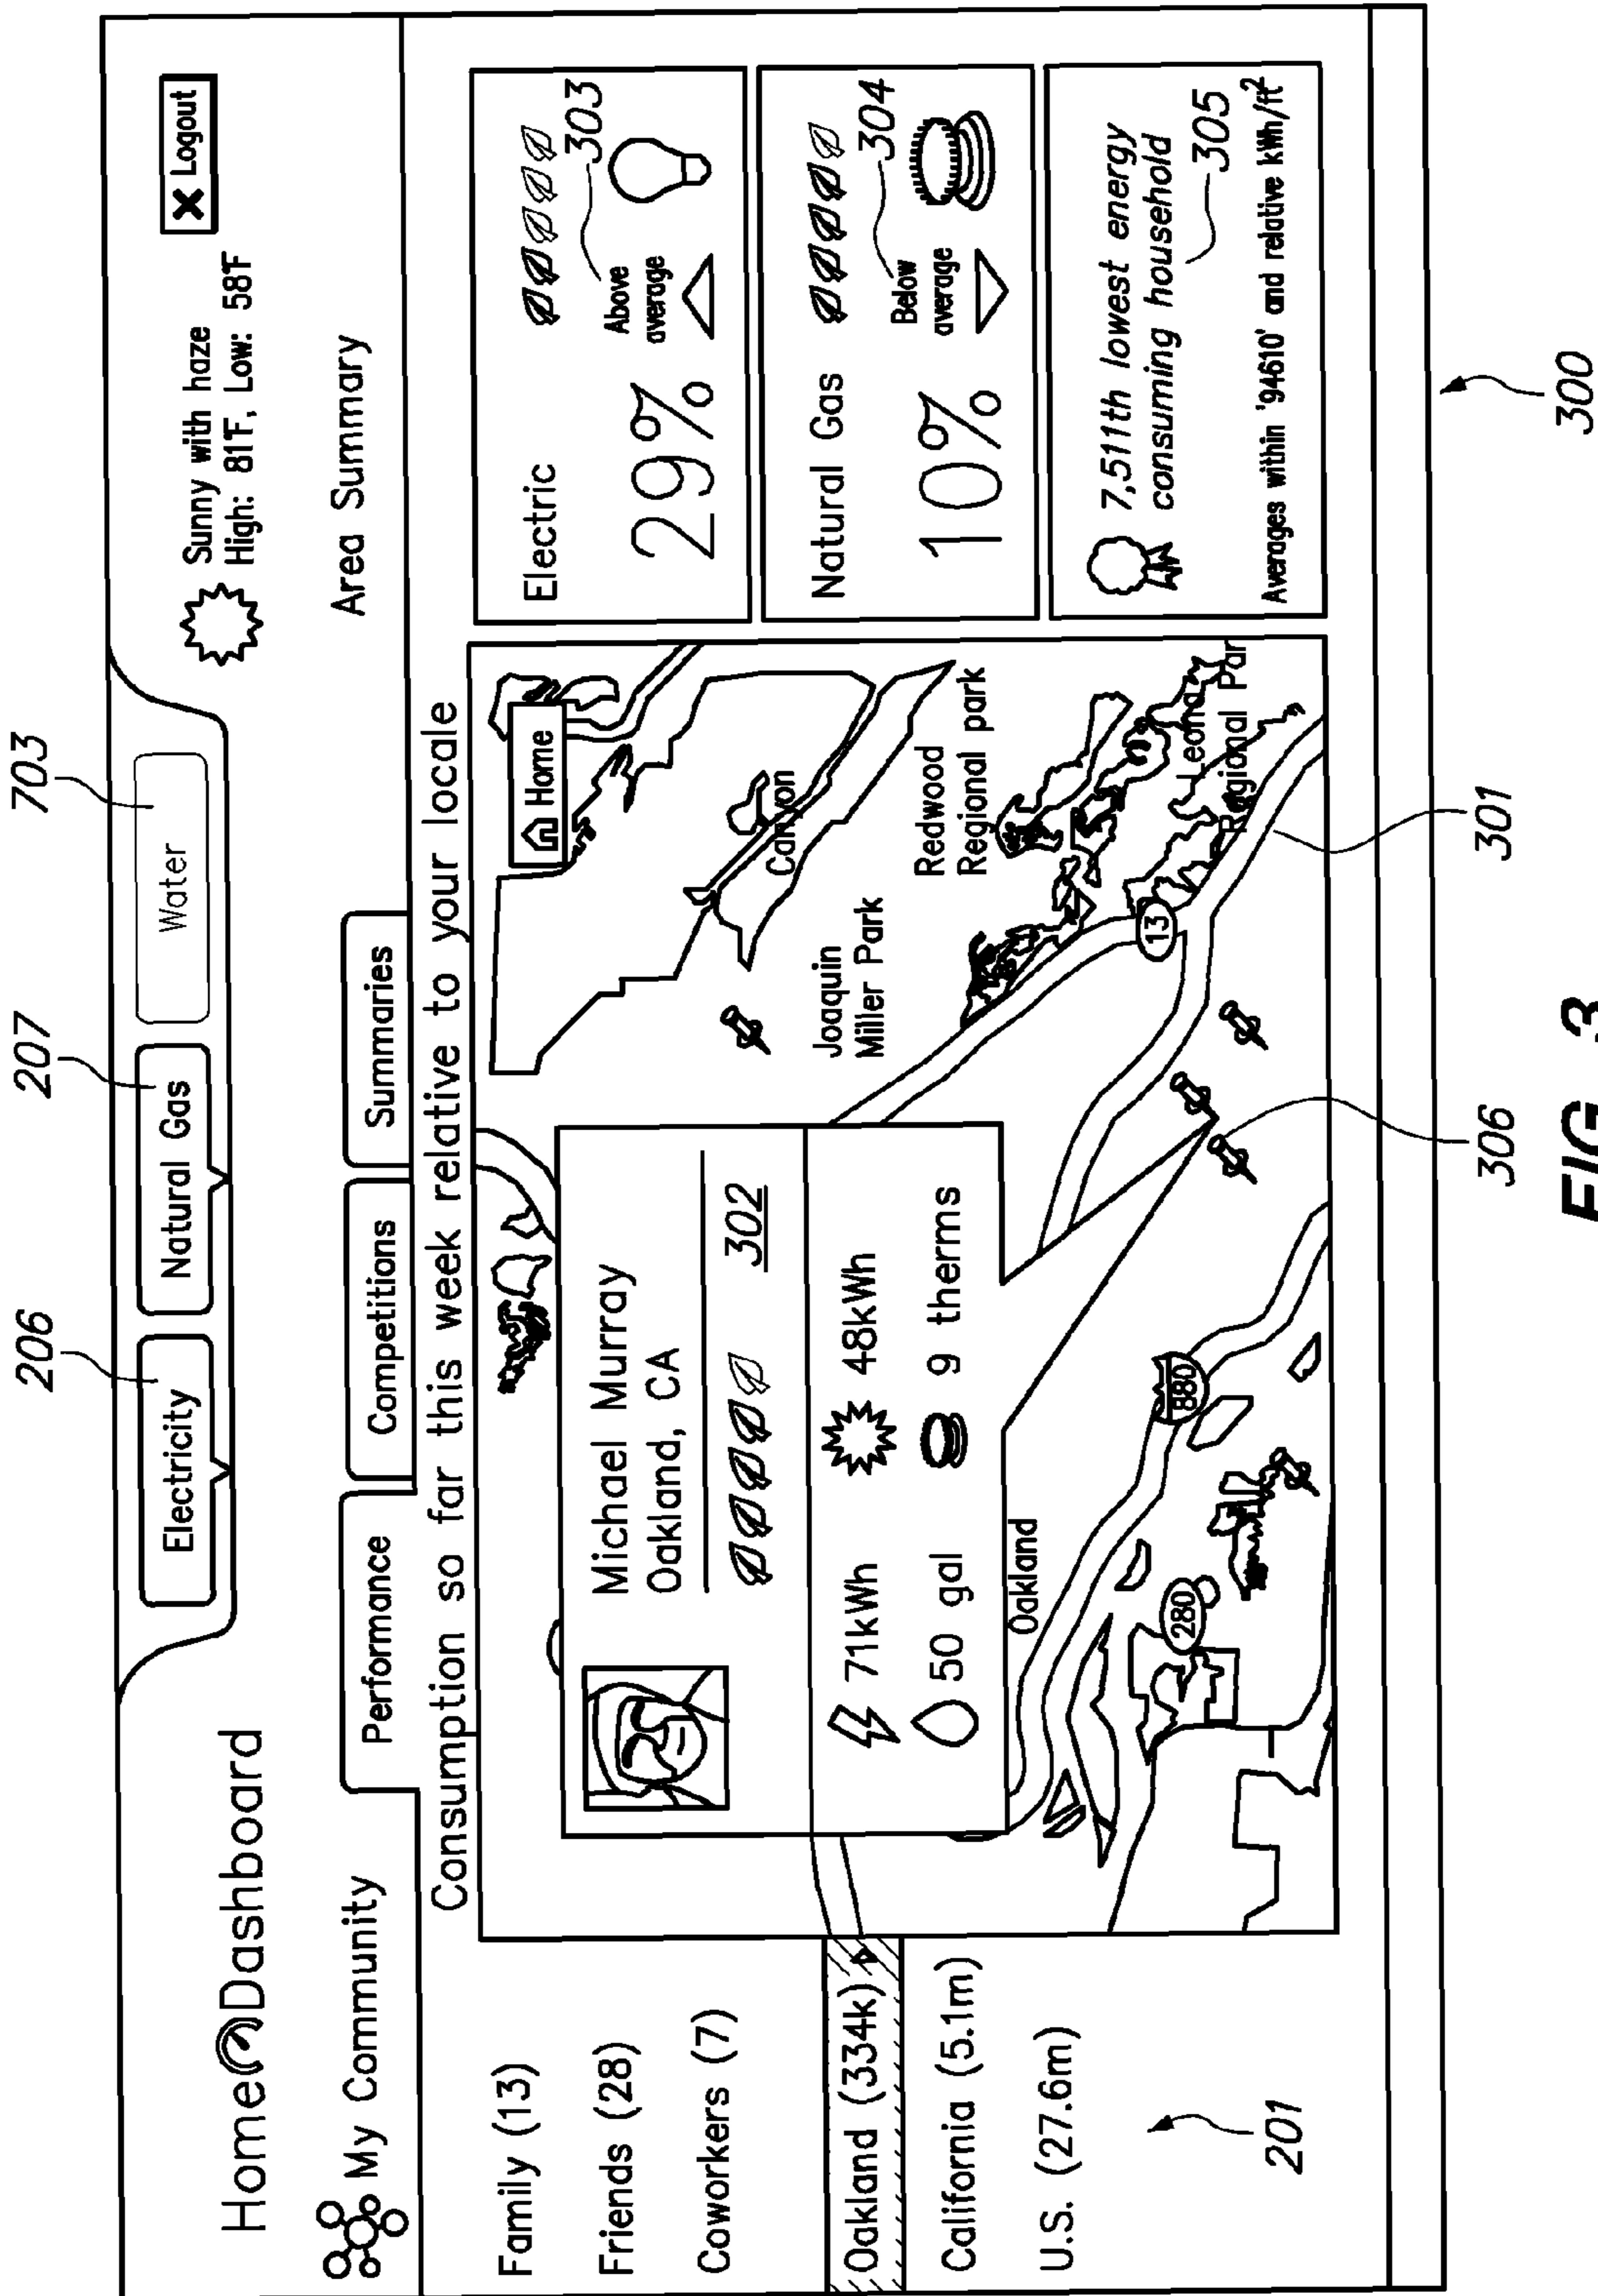 206
207
703
Electricity
Natural Gas
Water
HomeDashboard
Sunny with haze
High: 81°F, Low: 58°F
X Logout
My Community
Performance
Competitions
Summaries
Area Summary
Consumption so far this week relative to your locale
Family (13)
Friends (28)
Coworkers (7)
Oakland (334k)
California (5.1m)
U.S. (27.6m)
201
Michael Murray
Oakland, CA
302
71kWh
48kWh
50 gal
9 therms
Home
Canyon
Joaquin
Miller Park
Redwood
Regional park
Leona
Regional Par
13
Oakland
880
280
Electric
29%
Above
average
303
Natural Gas
10%
Below
average
304
7,511th lowest energy
consuming household
305
Averages within '94610' and relative kWh/ft²
306
301
300
FIG. 3